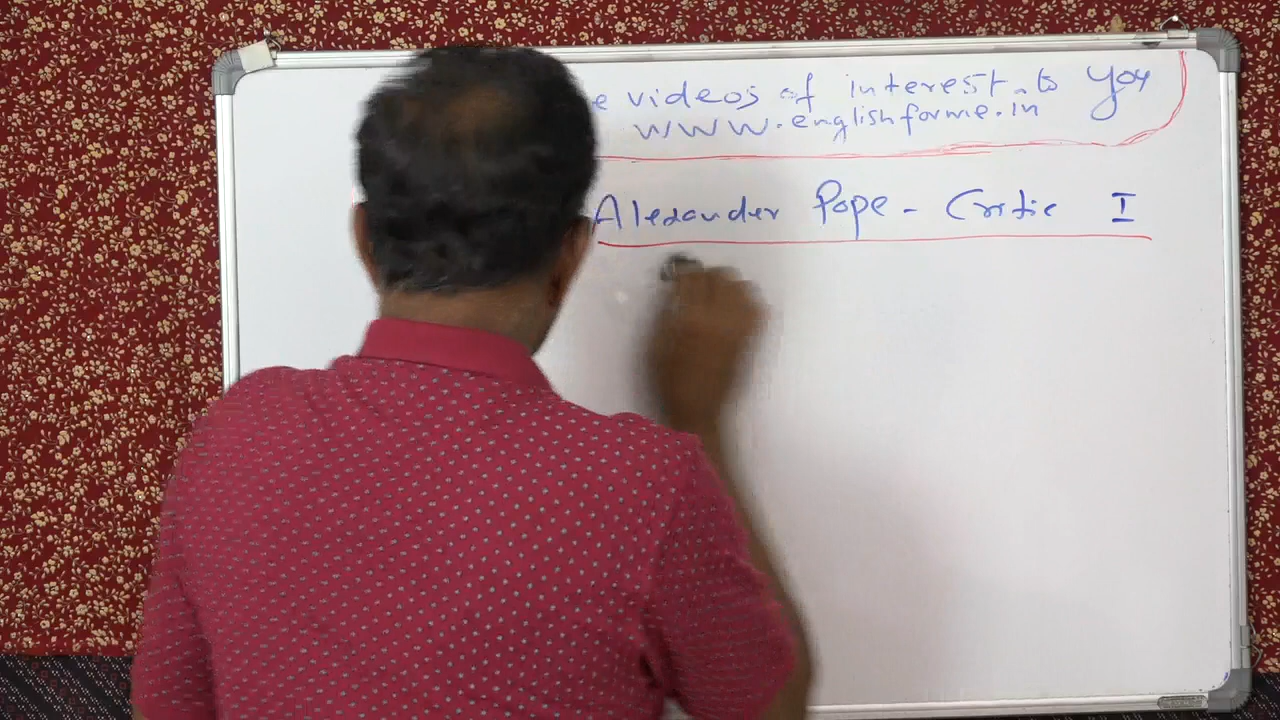 videos of interest to You
www.englishforme.in
Alexander Pope - Critic I